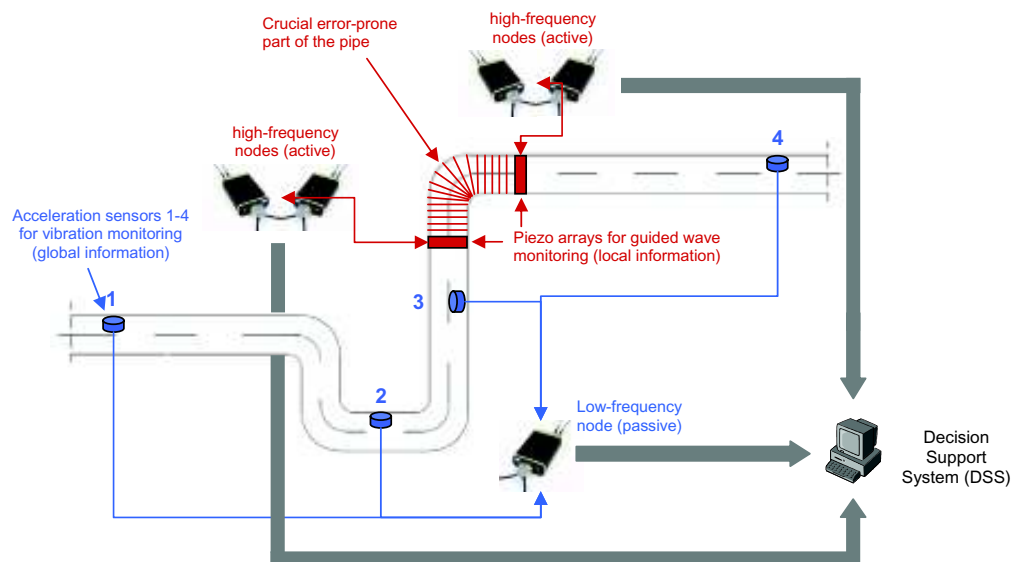 Crucial error-prone
part of the pipe
high-frequency
nodes (active)
high-frequency
nodes (active)
4
Acceleration sensors 1-4
for vibration monitoring
(global information)
Piezo arrays for guided wave
monitoring (local information)
1
3
2
Low-frequency
node (passive)
Decision
Support
System (DSS)